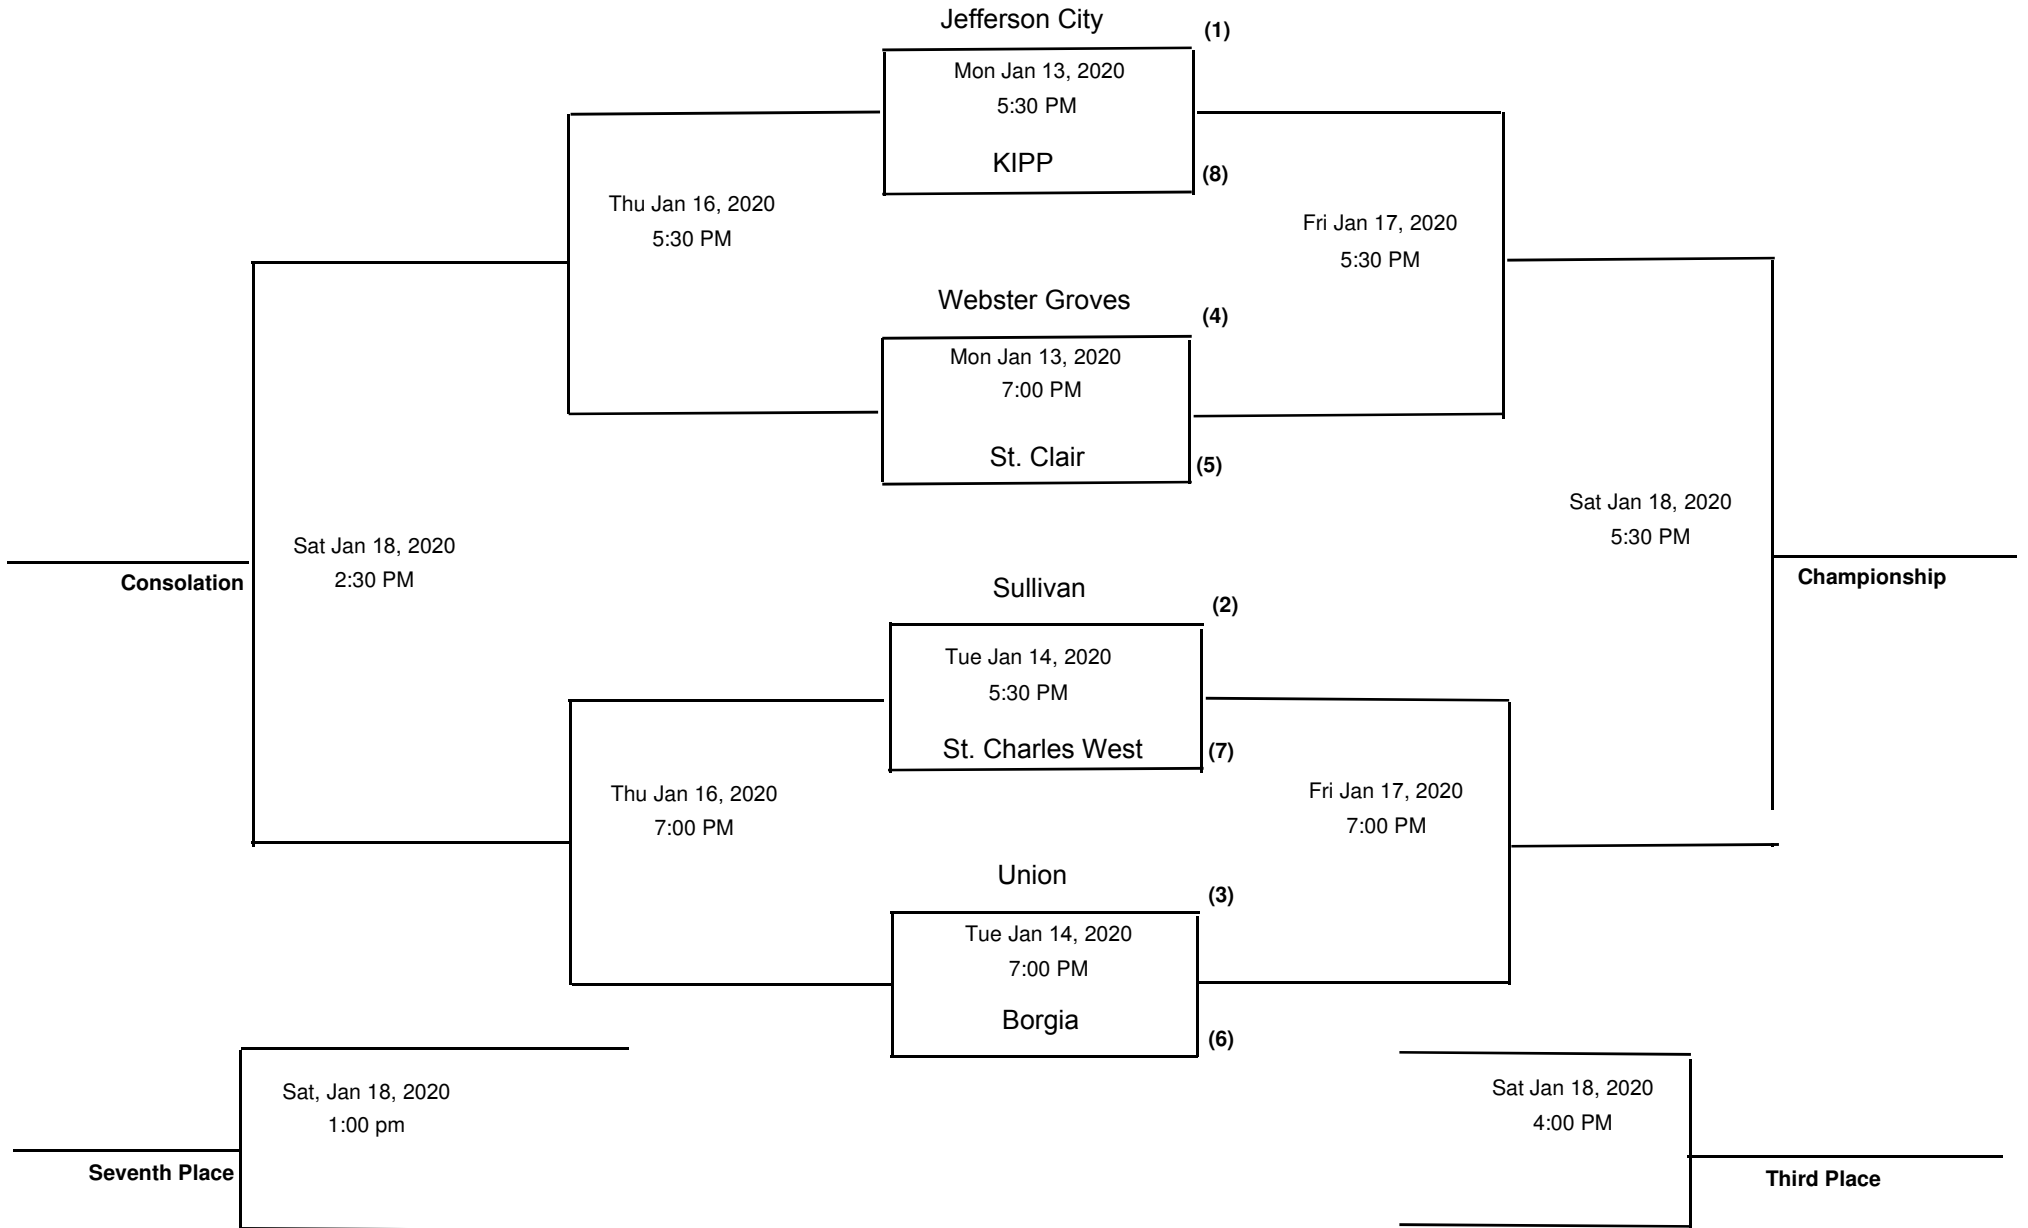 Jefferson City
(1)
Mon Jan 13, 2020
5:30 PM
KIPP
(8)
Thu Jan 16, 2020
5:30 PM
Fri Jan 17, 2020
5:30 PM
Webster Groves
(4)
Mon Jan 13, 2020
7:00 PM
St. Clair
(5)
Sat Jan 18, 2020
5:30 PM
Championship
Sat Jan 18, 2020
2:30 PM
Consolation
Sullivan
(2)
Tue Jan 14, 2020
5:30 PM
St. Charles West
(7)
Thu Jan 16, 2020
7:00 PM
Fri Jan 17, 2020
7:00 PM
Union
(3)
Tue Jan 14, 2020
7:00 PM
Borgia
(6)
Sat, Jan 18, 2020
1:00 pm
Seventh Place
Sat Jan 18, 2020
4:00 PM
Third Place